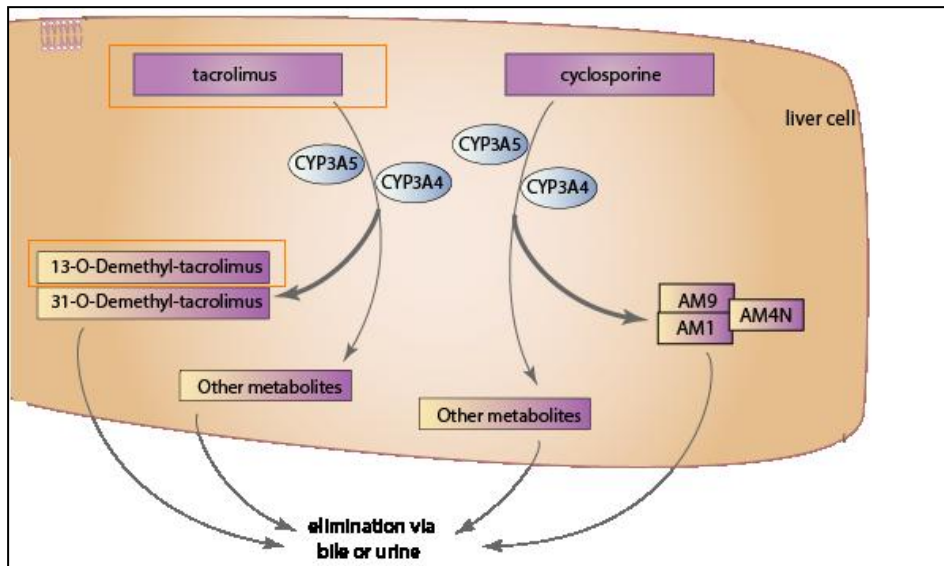 tacrolimus
cyclosporine
liver cell
CYP3A5
CYP3A4
CYP3A5
CYP3A4
13-O-Demethyl-tacrolimus
31-O-Demethyl-tacrolimus
AM9
AM1
AM4N
Other metabolites
Other metabolites
elimination via
bile or urine